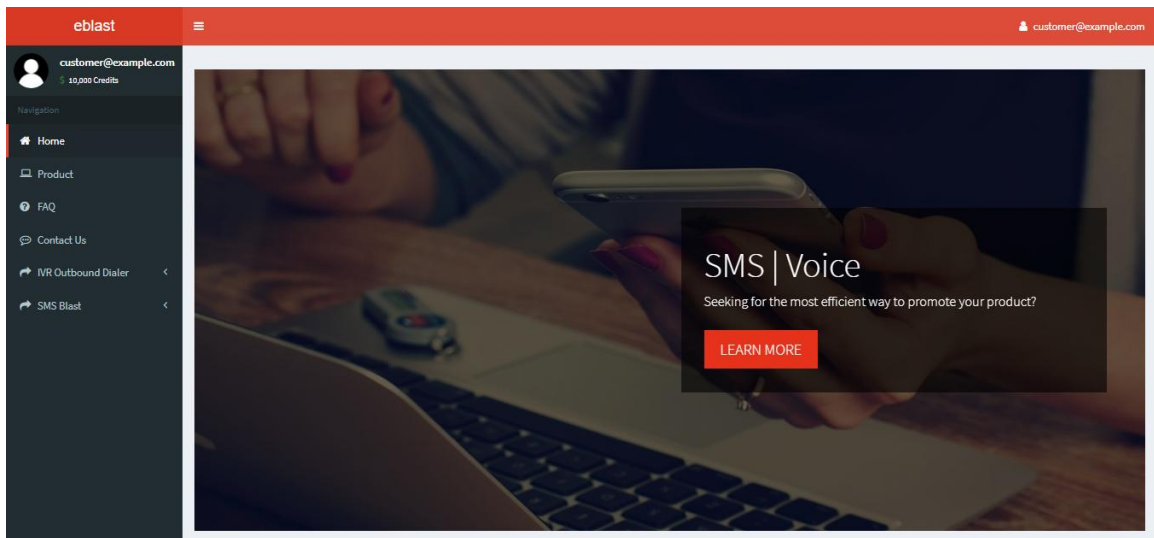 eblast
customer@example.com
customer@example.com
$ 10,000 Credits
Navigation
Home
Product
FAQ
Contact Us
IVR Outbound Dialer
SMS Blast
SMS | Voice
Seeking for the most efficient way to promote your product?
LEARN MORE